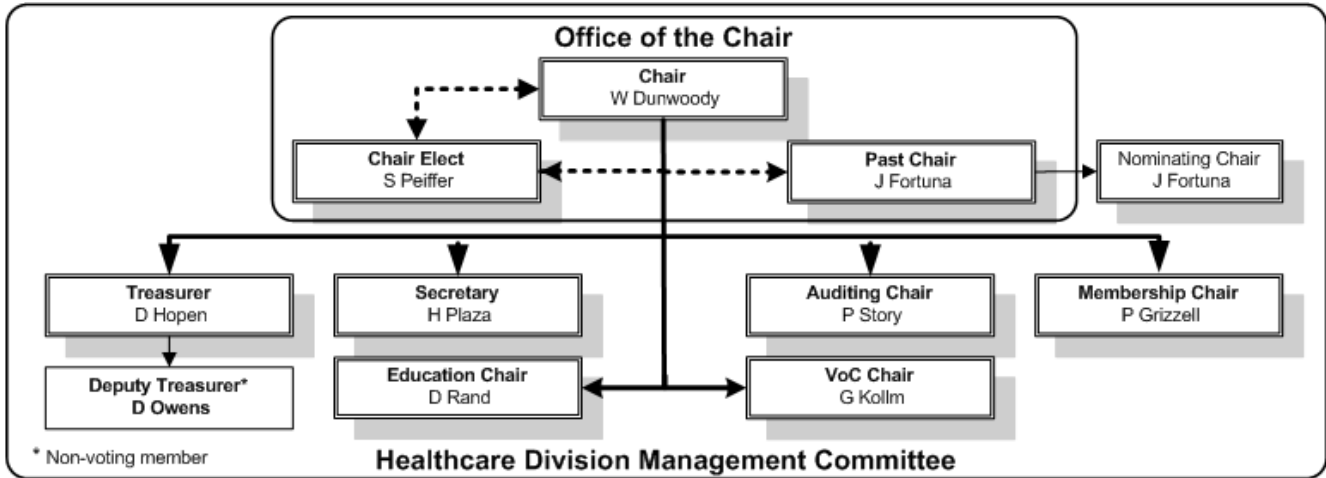 Office of the Chair
Chair
W Dunwoody
Chair Elect
S Peiffer
Past Chair
J Fortuna
Nominating Chair
J Fortuna
Treasurer
D Hopen
Secretary
H Plaza
Auditing Chair
P Story
Membership Chair
P Grizzell
Deputy Treasurer*
D Owens
Education Chair
D Rand
VoC Chair
G Kollm
* Non-voting member
Healthcare Division Management Committee